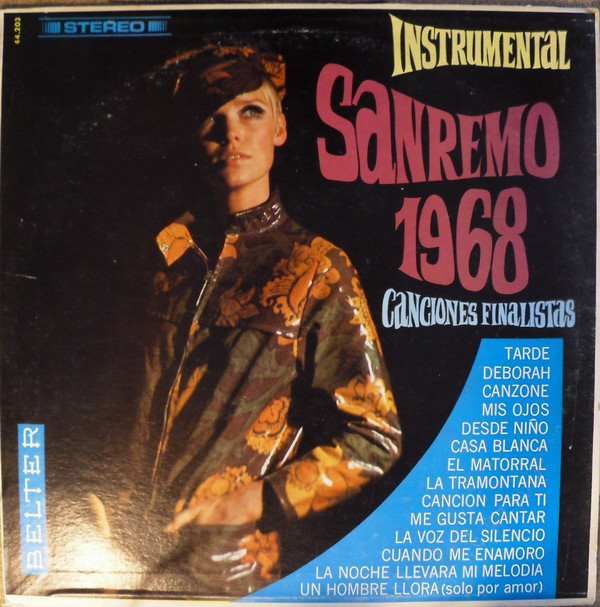 44.203
STEREO
INSTRUMENTAL
SANREMO
1968
CANCIONES FINALISTAS
TARDE
DEBORAH
CANZONE
MIS OJOS
DESDE NIÑO
CASA BLANCA
EL MATORRAL
LA TRAMONTANA
CANCION PARA TI
ME GUSTA CANTAR
LA VOZ DEL SILENCIO
CUANDO ME ENAMORO
LA NOCHE LLEVARA MI MELODIA
UN HOMBRE LLORA (solo por amor)
BELTER